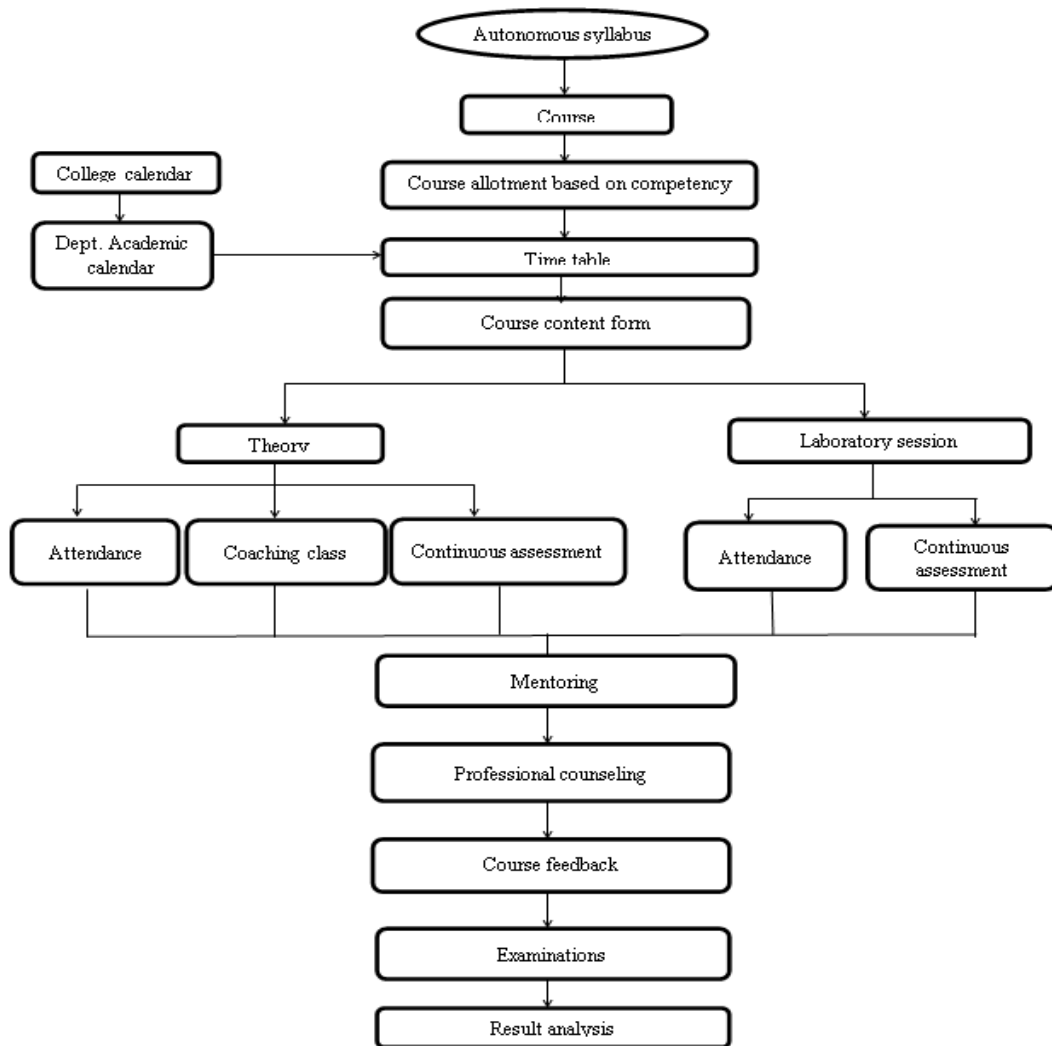 Autonomous syllabus
Course
College calendar
Course allotment based on competency
Dept. Academic
calendar
Time table
Course content form
Theory
Laboratory session
Attendance
Coaching class
Continuous assessment
Attendance
Continuous
assessment
Mentoring
Professional counseling
Course feedback
Examinations
Result analysis